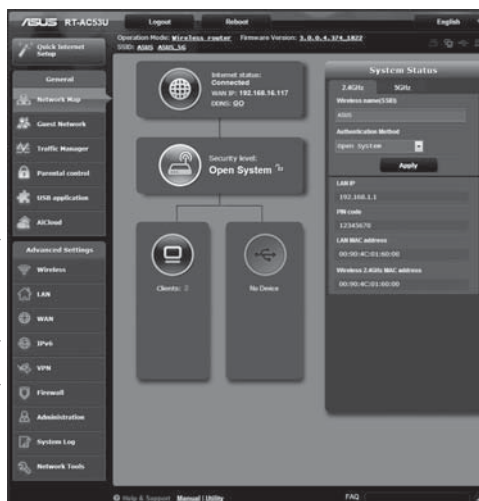 ASUS RT-AC53U
Logout
Reboot
English
Operation Mode: Wireless router Firmware Version: 3.0.0.4.374_1822
SSID: ASUS ASUS_5G
Quick Internet
Setup
General
Network Map
Guest Network
Traffic Manager
Parental control
USB application
AiCloud
Advanced Settings
Wireless
LAN
WAN
IPv6
VPN
Firewall
Administration
System Log
Network Tools
Internet status:
Connected
WAN IP: 192.168.16.117
DDNS: GO
Security level:
Open System
Clients:
No Device
System Status
2.4GHz
5GHz
Wireless name(SSID)
ASUS
Authentication Method
Open System
Apply
LAN IP
192.168.1.1
PIN code
12345670
LAN MAC address
00:90:4C:01:60:00
Wireless 2.4GHz MAC address
00:90:4C:01:60:00
Help & Support Manual | Utility
FAQ